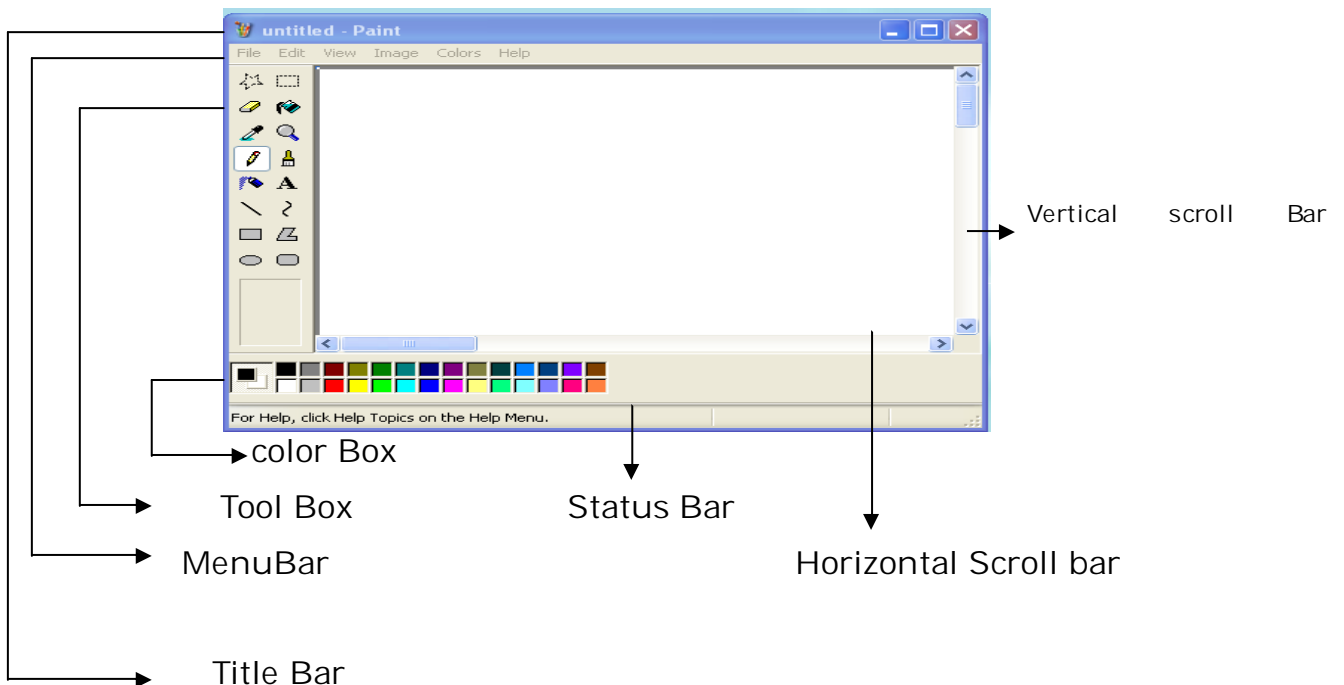 untitled - Paint
File Edit View Image Colors Help
A
Vertical scroll Bar
For Help, click Help Topics on the Help Menu.
color Box
Tool Box Status Bar
MenuBar Horizontal Scroll bar
Title Bar